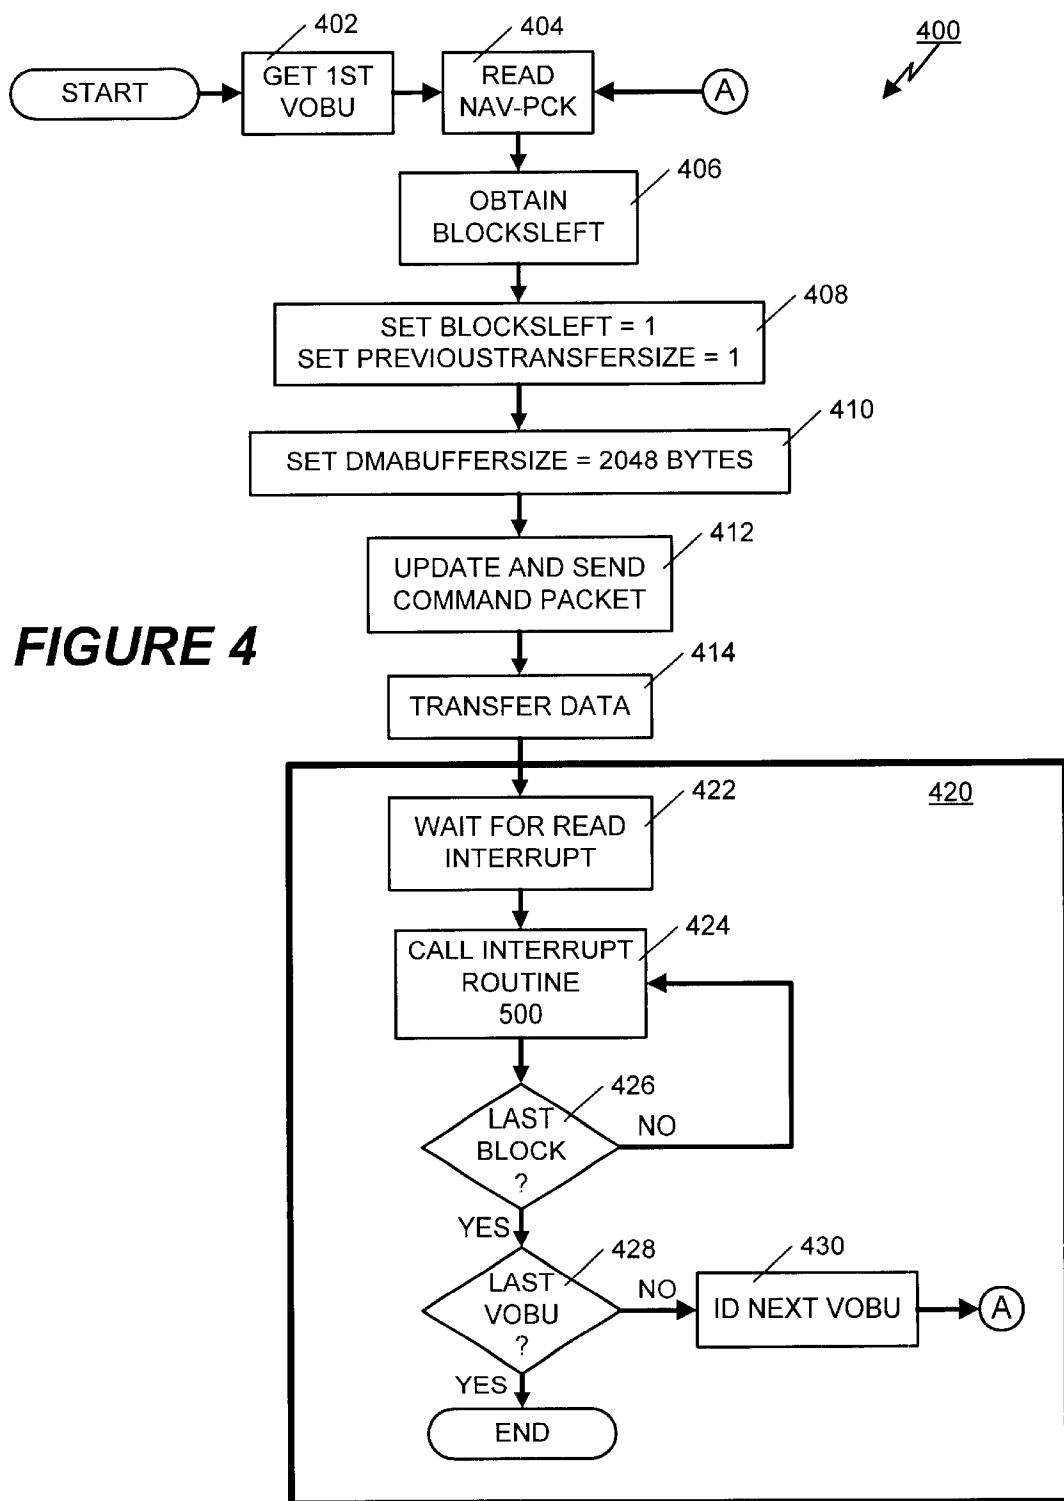 400
402
404
START
GET 1ST
VOBU
READ
NAV-PCK
A
406
OBTAIN
BLOCKSLEFT
408
SET BLOCKSLEFT = 1
SET PREVIOUSTRANSFERSIZE = 1
410
SET DMABUFFERSIZE = 2048 BYTES
412
UPDATE AND SEND
COMMAND PACKET
FIGURE 4
414
TRANSFER DATA
420
422
WAIT FOR READ
INTERRUPT
424
CALL INTERRUPT
ROUTINE
500
426
LAST
BLOCK
?
NO
YES
428
LAST
VOBU
?
NO
430
ID NEXT VOBU
A
YES
END